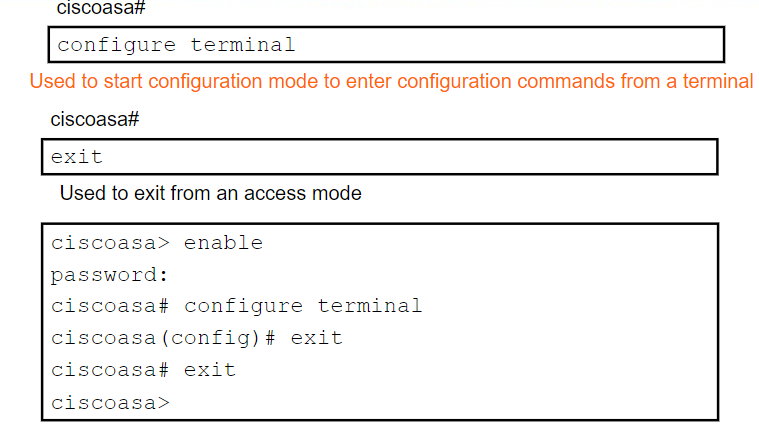 ciscoasa#
configure terminal
Used to start configuration mode to enter configuration commands from a terminal
ciscoasa#
exit
Used to exit from an access mode
ciscoasa> enable
password:
ciscoasa# configure terminal
ciscoasa(config)# exit
ciscoasa# exit
ciscoasa>